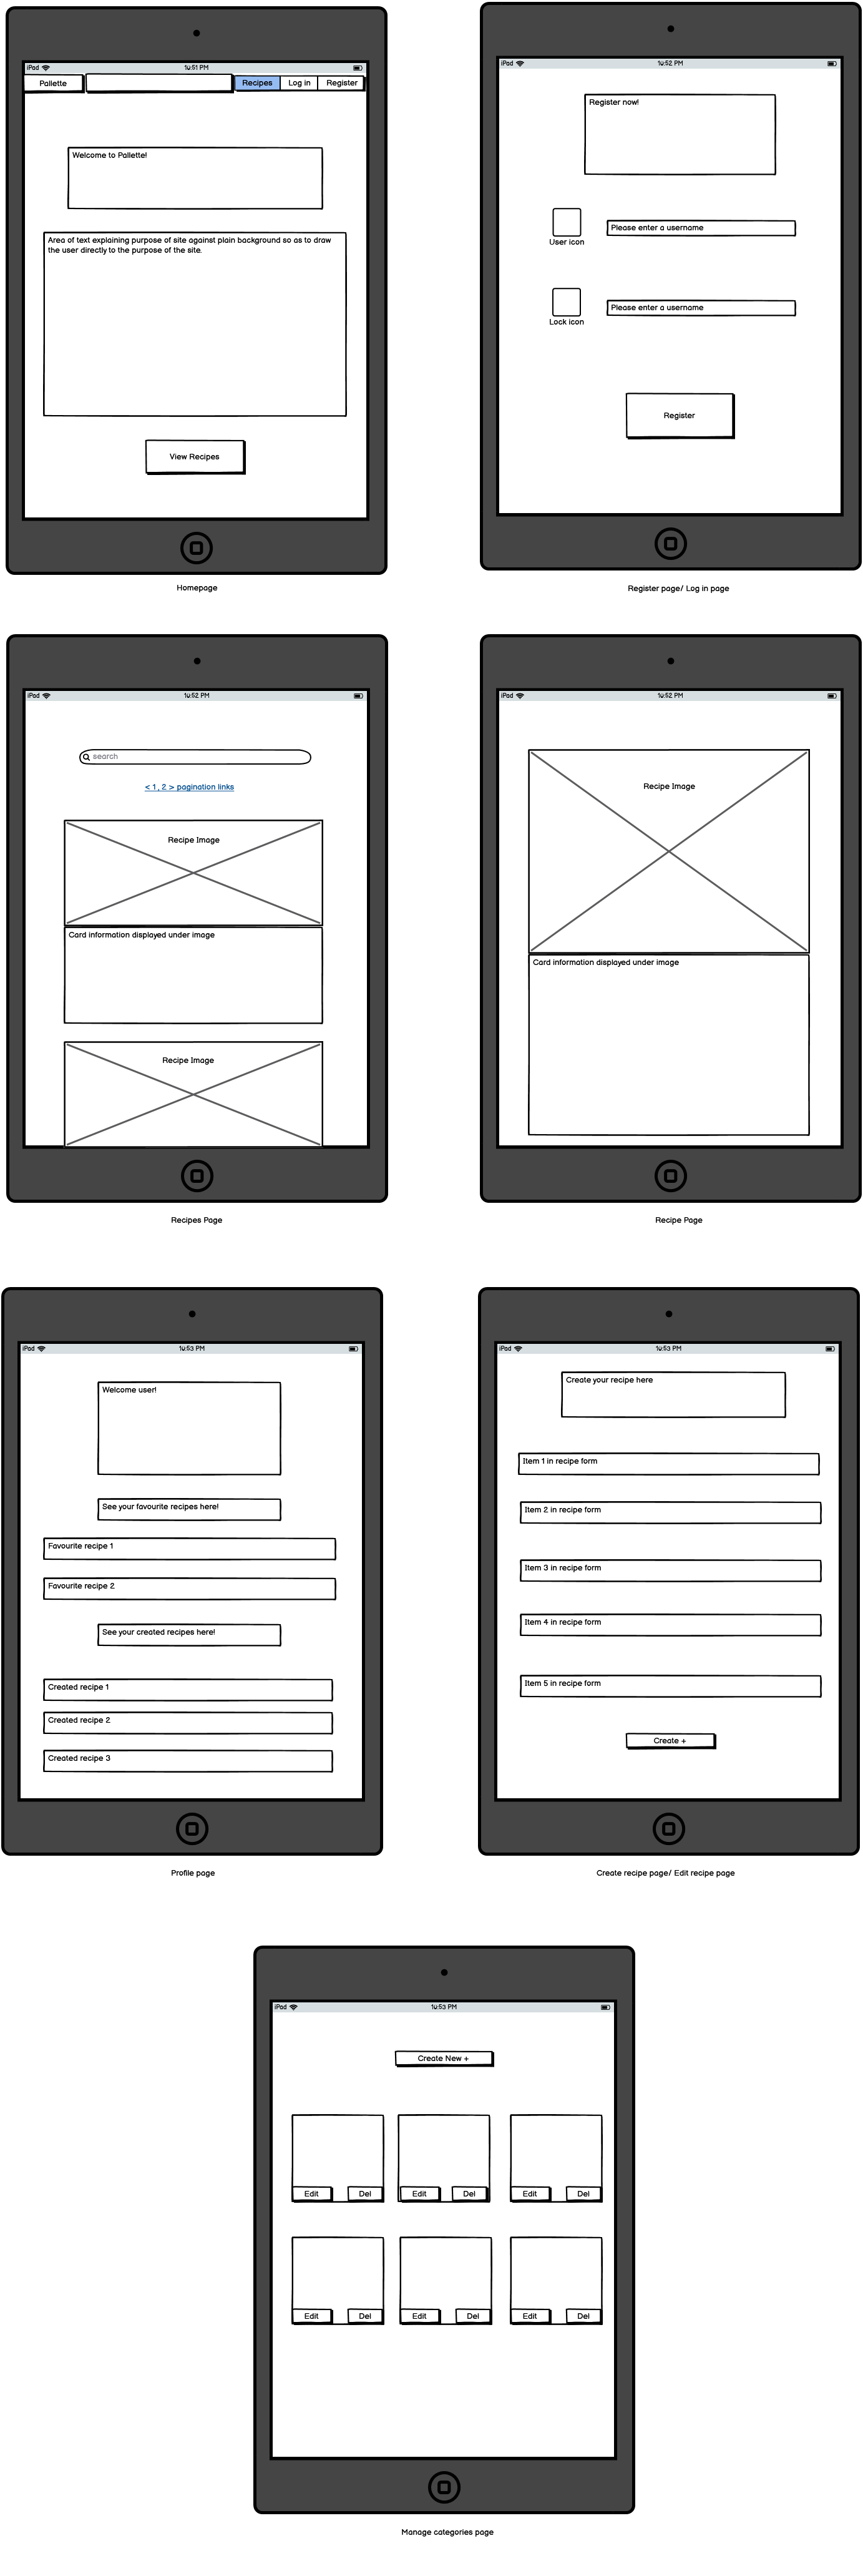 iPad 10:51 PM
Pallette Recipes Log in Register
Welcome to Pallette!
Area of text explaining purpose of site against plain background so as to draw
the user directly to the purpose of the site.
View Recipes
Homepage
iPad 10:52 PM
Register now!
Please enter a username
User icon
Please enter a username
Lock icon
Register
Register page/ Log in page
iPad 10:52 PM
search
< 1, 2 > pagination links
Recipe Image
Card information displayed under image
Recipe Image
Recipes Page
iPad 10:52 PM
Recipe Image
Card information displayed under image
Recipe Page
iPad 10:53 PM
Welcome user!
See your favourite recipes here!
Favourite recipe 1
Favourite recipe 2
See your created recipes here!
Created recipe 1
Created recipe 2
Created recipe 3
Profile page
iPad 10:53 PM
Create your recipe here
Item 1 in recipe form
Item 2 in recipe form
Item 3 in recipe form
Item 4 in recipe form
Item 5 in recipe form
Create +
Create recipe page/ Edit recipe page
iPad 10:53 PM
Create New +
Edit Del Edit Del Edit Del
Edit Del Edit Del Edit Del
Manage categories page